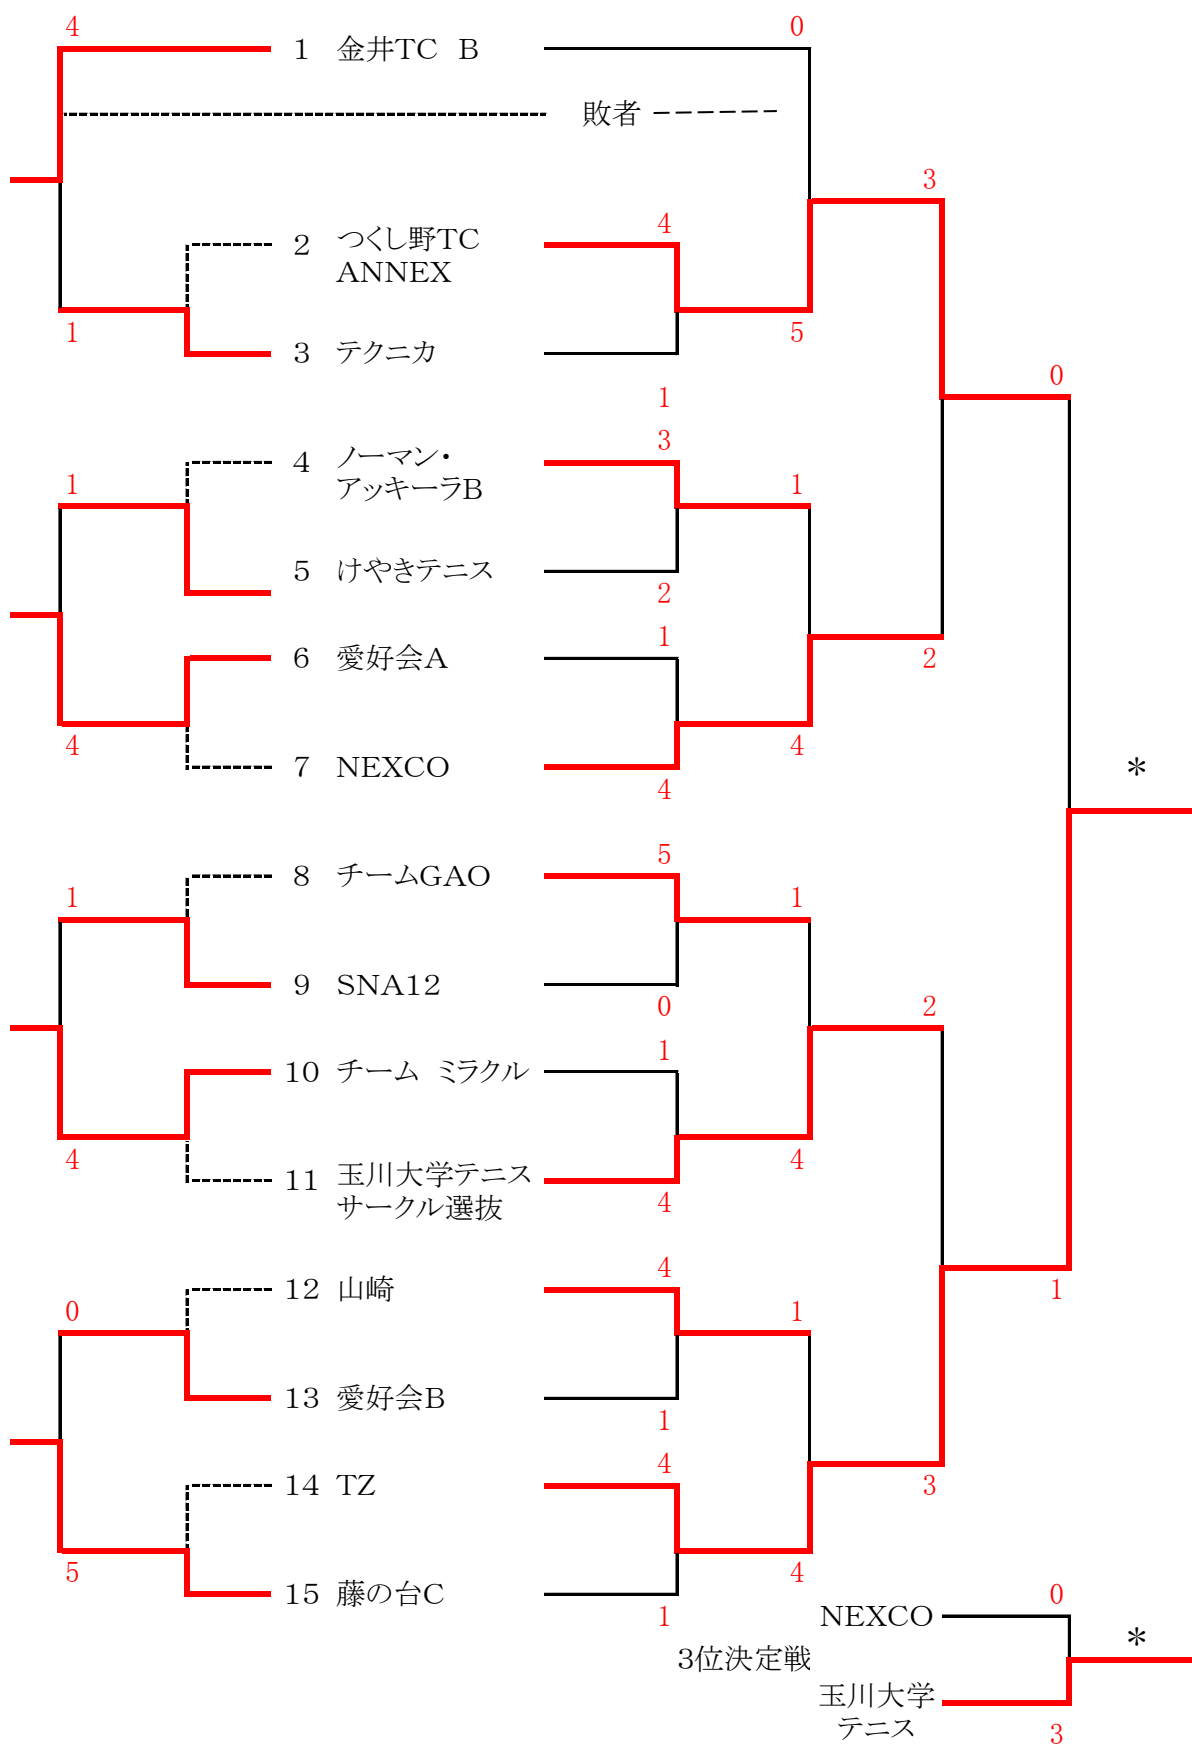 4
0
1 金井TC B
敗者
3
2 つくし野TC
ANNEX
4
1
3 テクニカ
5
0
1
3
4 ノーマン・
アッキーラB
1
1
5 けやきテニス
2
1
6 愛好会A
2
4
4
7 NEXCO
4
*
5
8 チームGAO
1
1
9 SNA12
0
2
1
10 チーム ミラクル
4
4
11 玉川大学テニス
サークル選抜
4
4
12 山崎
1
0
1
13 愛好会B
1
4
14 TZ
3
5
4
15 藤の台C
1
0
NEXCO
*
3位決定戦
玉川大学
テニス
3